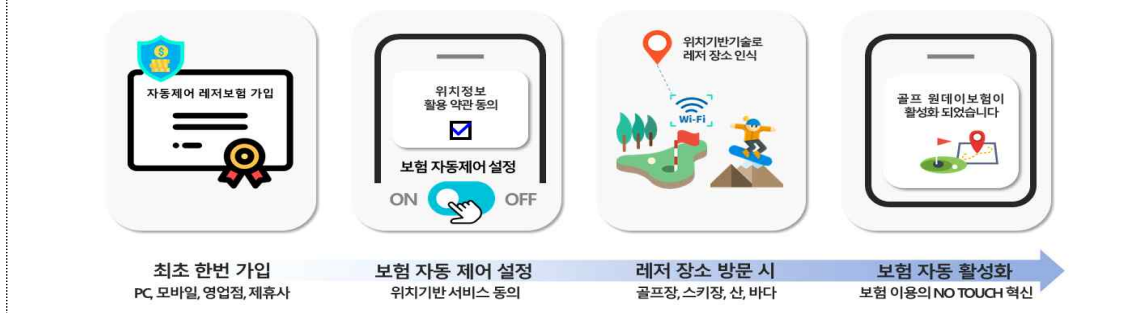 자동제어 레저보험 가입
위치정보
활용 약관 동의
보험 자동제어 설정
ON
OFF
위치기반기술로
레저 장소 인식
Wi-Fi
골프 원데이보험이
활성화 되었습니다
최초 한번 가입
PC, 모바일, 영업점, 제휴사
보험 자동 제어 설정
위치기반 서비스 동의
레저 장소 방문 시
골프장, 스키장, 산, 바다
보험 자동 활성화
보험 이용의 NO TOUCH 혁신